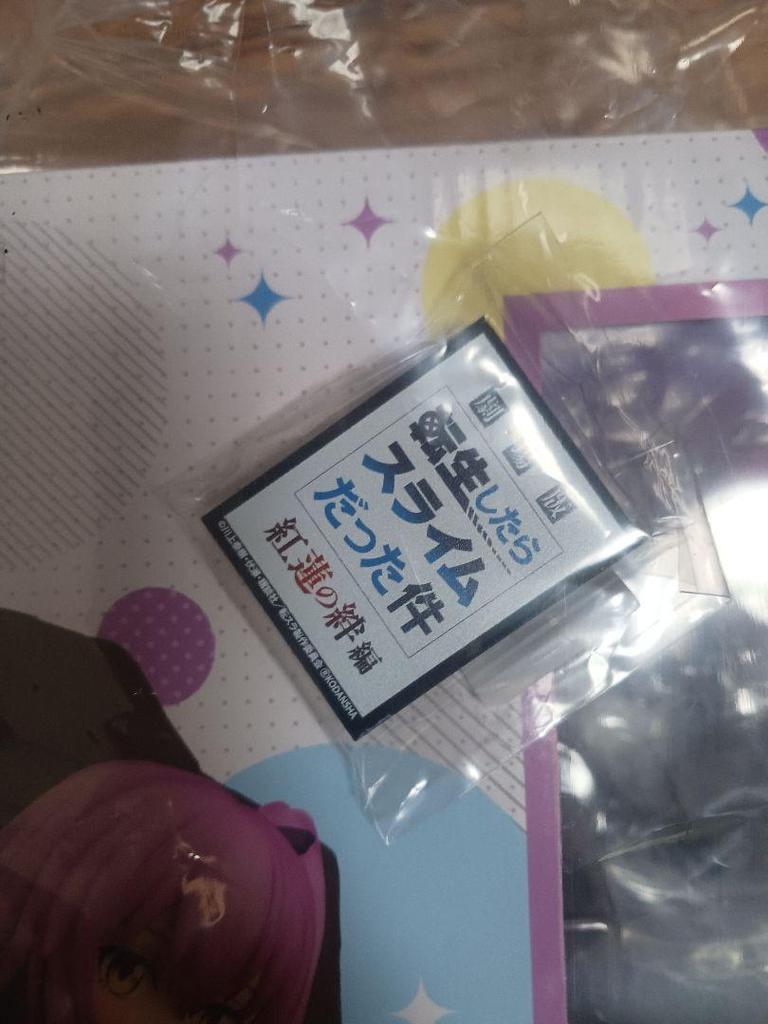 劇場版
転生したら
スライム
だった件
紅蓮の絆編
©川上泰樹・伏瀬・講談社／転スラ製作委員会 ®KODANSHA